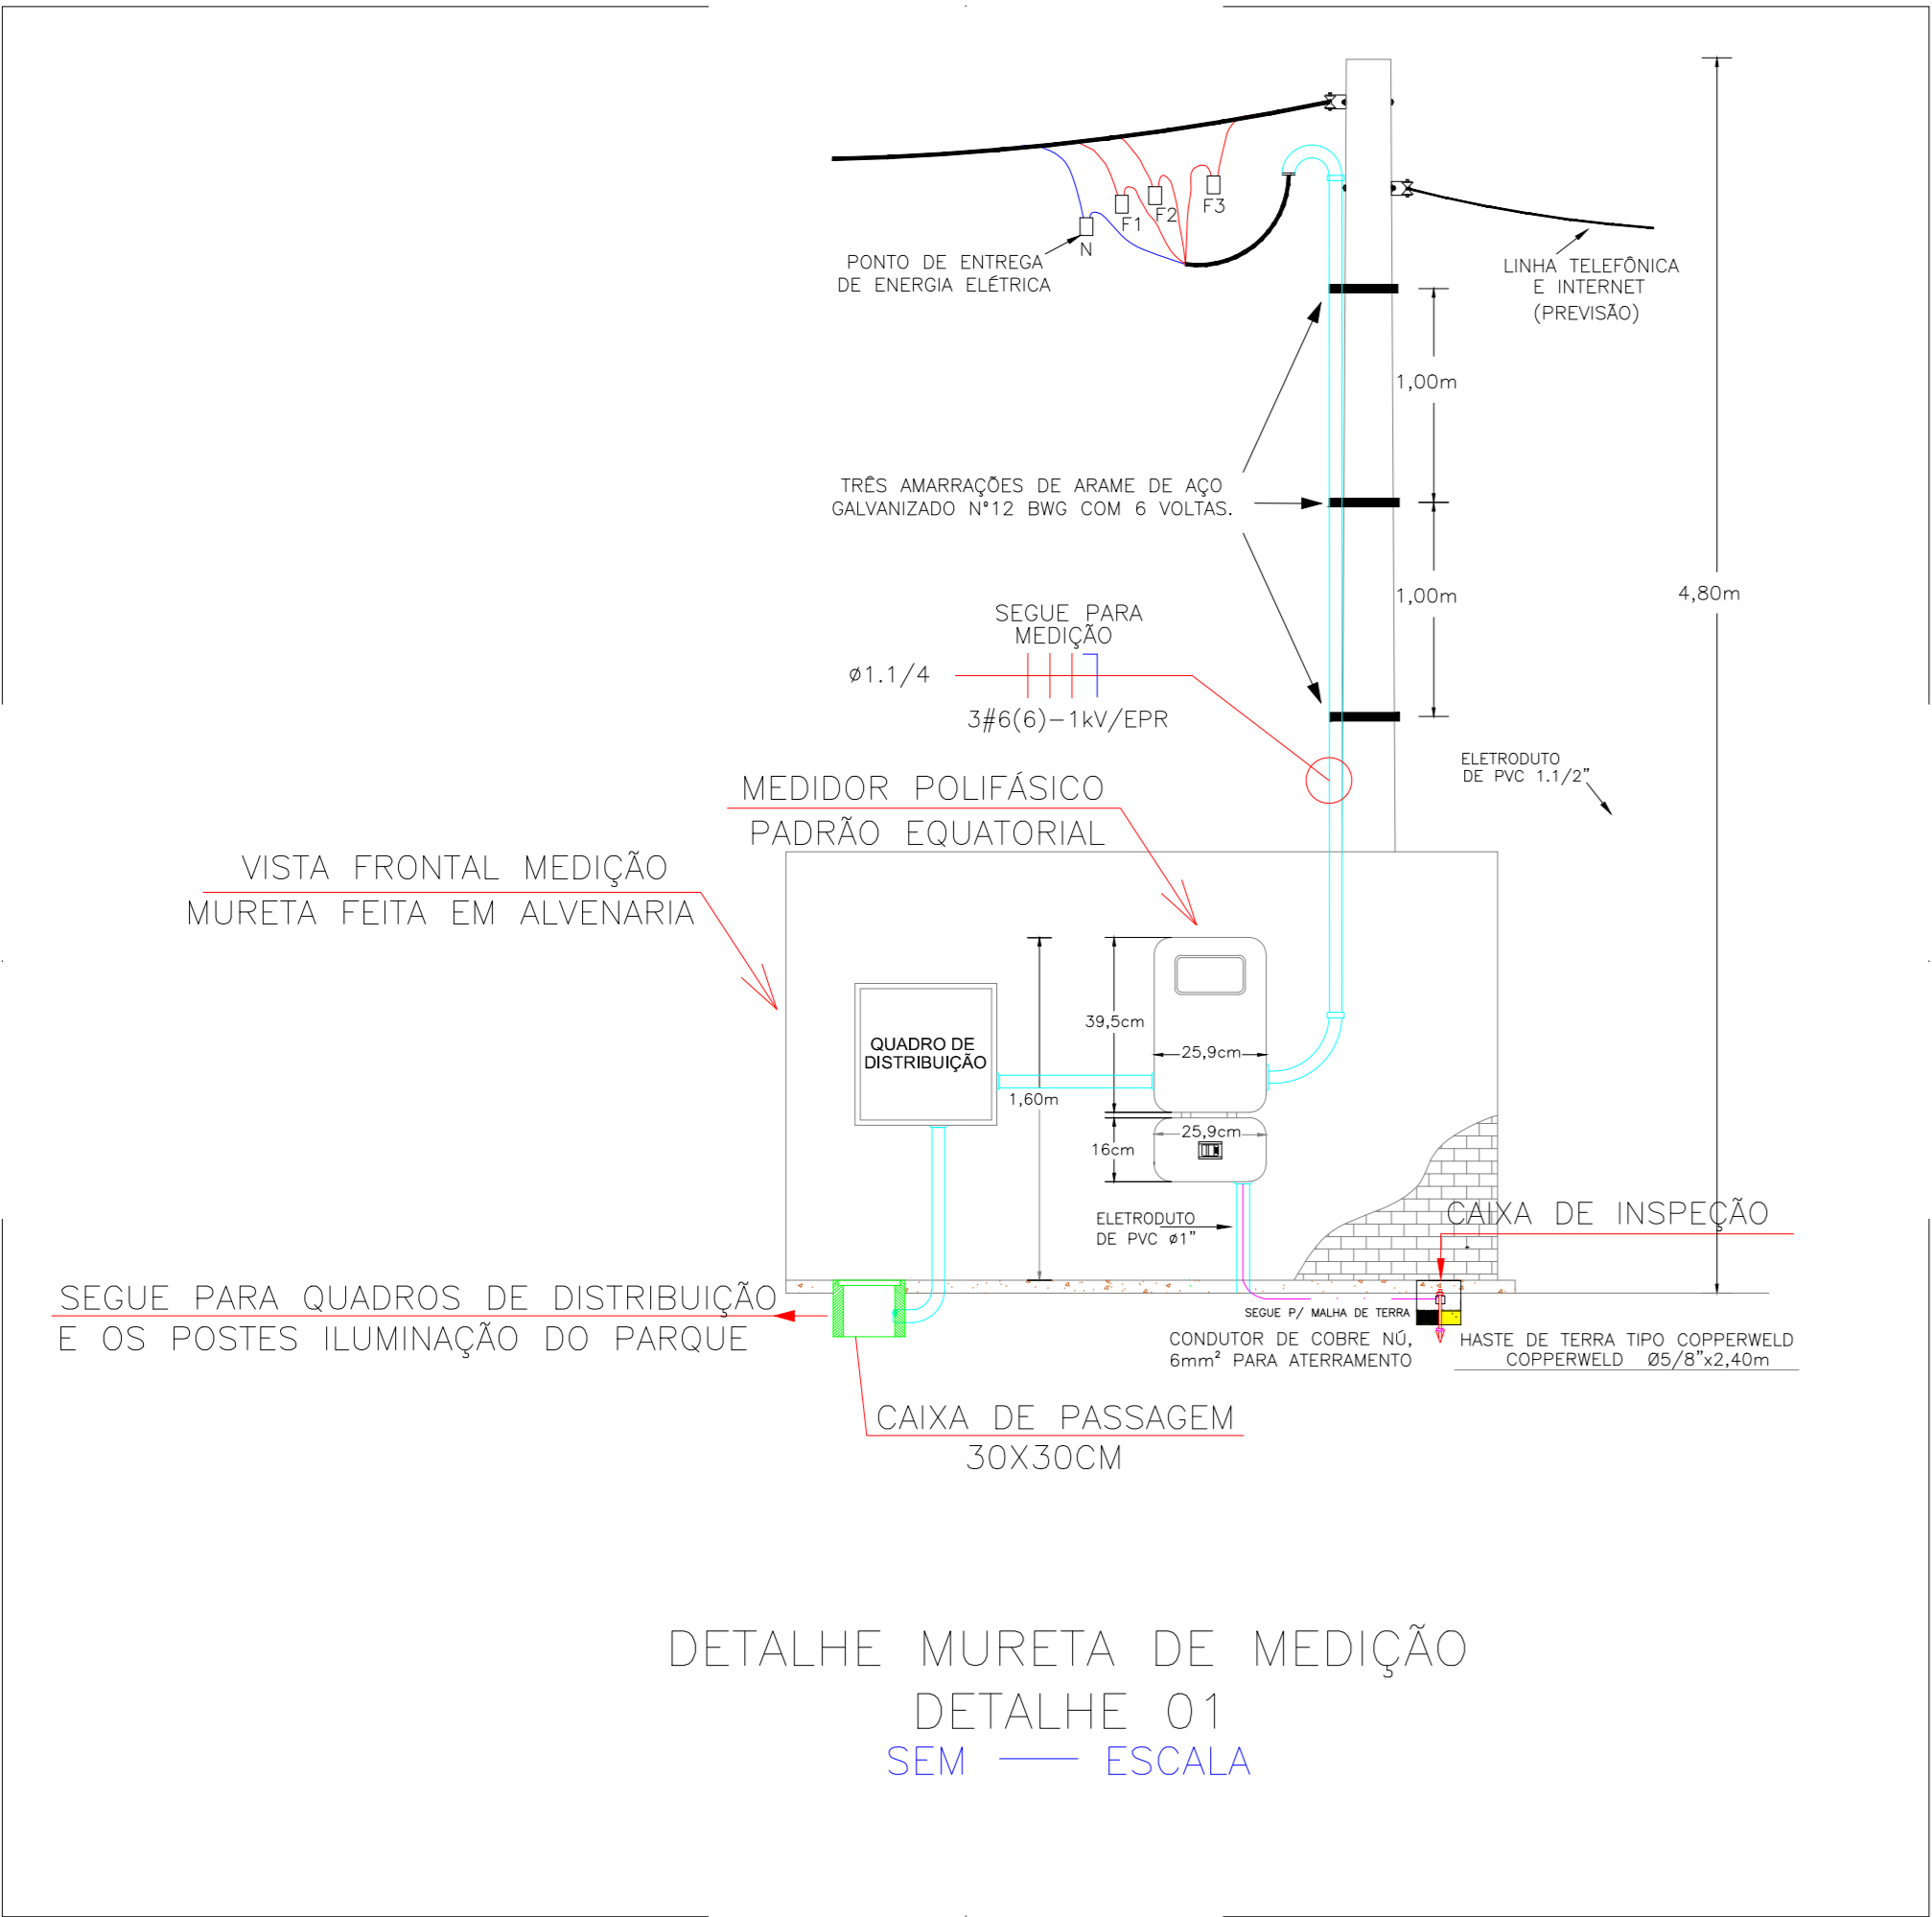 F1
F2
F3
N
PONTO DE ENTREGA
DE ENERGIA ELÉTRICA
LINHA TELEFÔNICA
E INTERNET
(PREVISÃO)
1,00m
TRÊS AMARRAÇÕES DE ARAME DE AÇO
GALVANIZADO N°12 BWG COM 6 VOLTAS.
1,00m
4,80m
SEGUE PARA
MEDIÇÃO
ø1.1/4
3#6(6)-1kV/EPR
ELETRODUTO
DE PVC 1.1/2"
MEDIDOR POLIFÁSICO
PADRÃO EQUATORIAL
VISTA FRONTAL MEDIÇÃO
MURETA FEITA EM ALVENARIA
QUADRO DE
DISTRIBUIÇÃO
39,5cm
25,9cm
1,60m
25,9cm
16cm
ELETRODUTO
DE PVC ø1"
CAIXA DE INSPEÇÃO
SEGUE PARA QUADROS DE DISTRIBUIÇÃO
E OS POSTES ILUMINAÇÃO DO PARQUE
SEGUE P/ MALHA DE TERRA
CONDUTOR DE COBRE NÚ,
6mm² PARA ATERRAMENTO
HASTE DE TERRA TIPO COPPERWELD
COPPERWELD Ø5/8"x2,40m
CAIXA DE PASSAGEM
30X30CM
DETALHE MURETA DE MEDIÇÃO
DETALHE 01
SEM — ESCALA